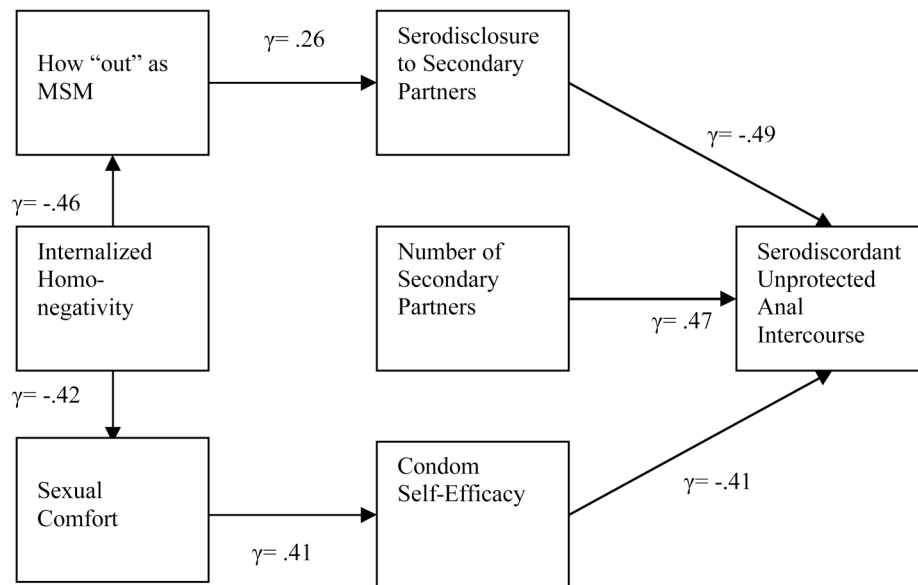 How “out” as
MSM
γ= .26
Serodisclosure
to Secondary
Partners
γ= -.49
γ= -.46
Internalized
Homo-
negativity
Number of
Secondary
Partners
γ= .47
Serodiscordant
Unprotected
Anal
Intercourse
γ= -.42
Sexual
Comfort
γ= .41
Condom
Self-Efficacy
γ= -.41